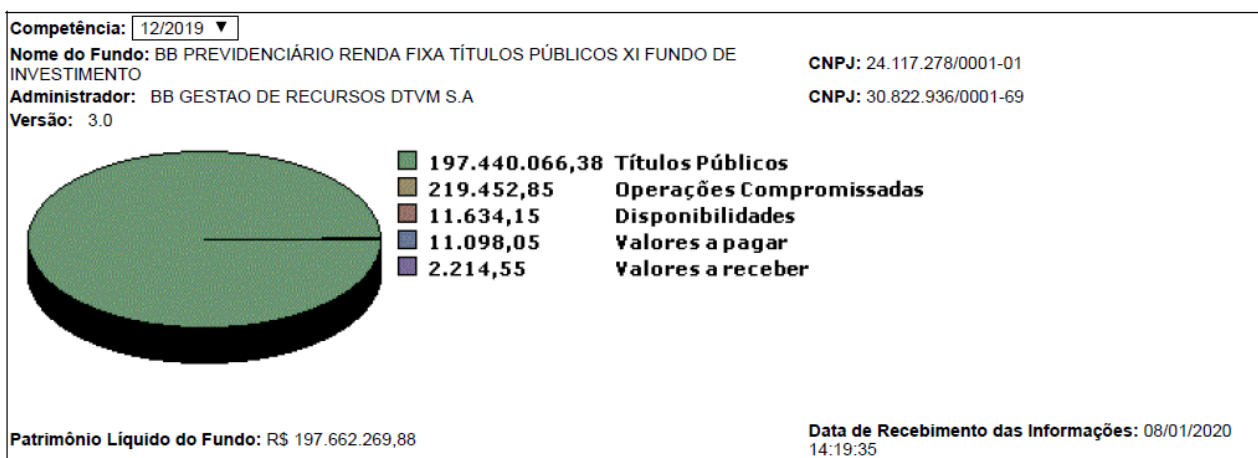 Competência: 12/2019 ▼
Nome do Fundo: BB PREVIDENCIÁRIO RENDA FIXA TÍTULOS PÚBLICOS XI FUNDO DE
INVESTIMENTO
CNPJ: 24.117.278/0001-01
Administrador: BB GESTAO DE RECURSOS DTVM S.A
CNPJ: 30.822.936/0001-69
Versão: 3.0
197.440.066,38 Títulos Públicos
219.452,85 Operações Compromissadas
11.634,15 Disponibilidades
11.098,05 Valores a pagar
2.214,55 Valores a receber
Patrimônio Líquido do Fundo: R$ 197.662.269,88
Data de Recebimento das Informações: 08/01/2020
14:19:35